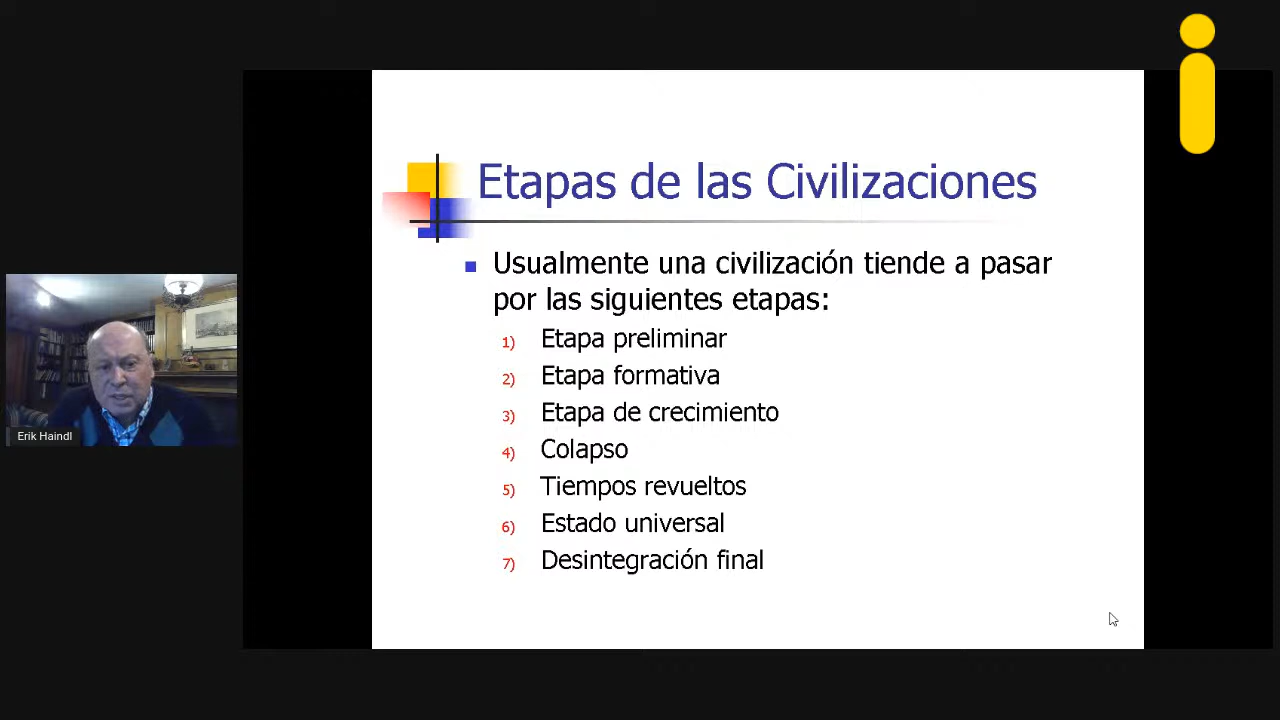 Etapas de las Civilizaciones
Usualmente una civilización tiende a pasar
por las siguientes etapas:
1) Etapa preliminar
2) Etapa formativa
3) Etapa de crecimiento
4) Colapso
5) Tiempos revueltos
6) Estado universal
7) Desintegración final
Erik Haindl